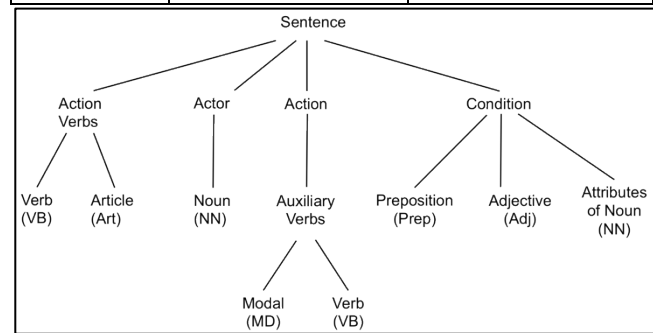 Sentence
Action
Verbs
Actor
Action
Condition
Verb
(VB)
Article
(Art)
Noun
(NN)
Auxiliary
Verbs
Preposition
(Prep)
Adjective
(Adj)
Attributes
of Noun
(NN)
Modal
(MD)
Verb
(VB)